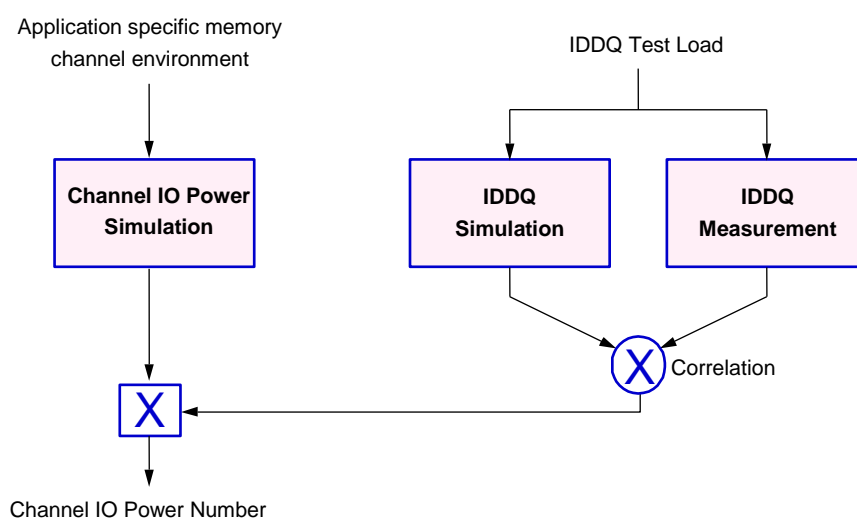 Application specific memory
channel environment
IDDQ Test Load
Channel IO Power
Simulation
IDDQ
Simulation
IDDQ
Measurement
X
Correlation
X
Channel IO Power Number